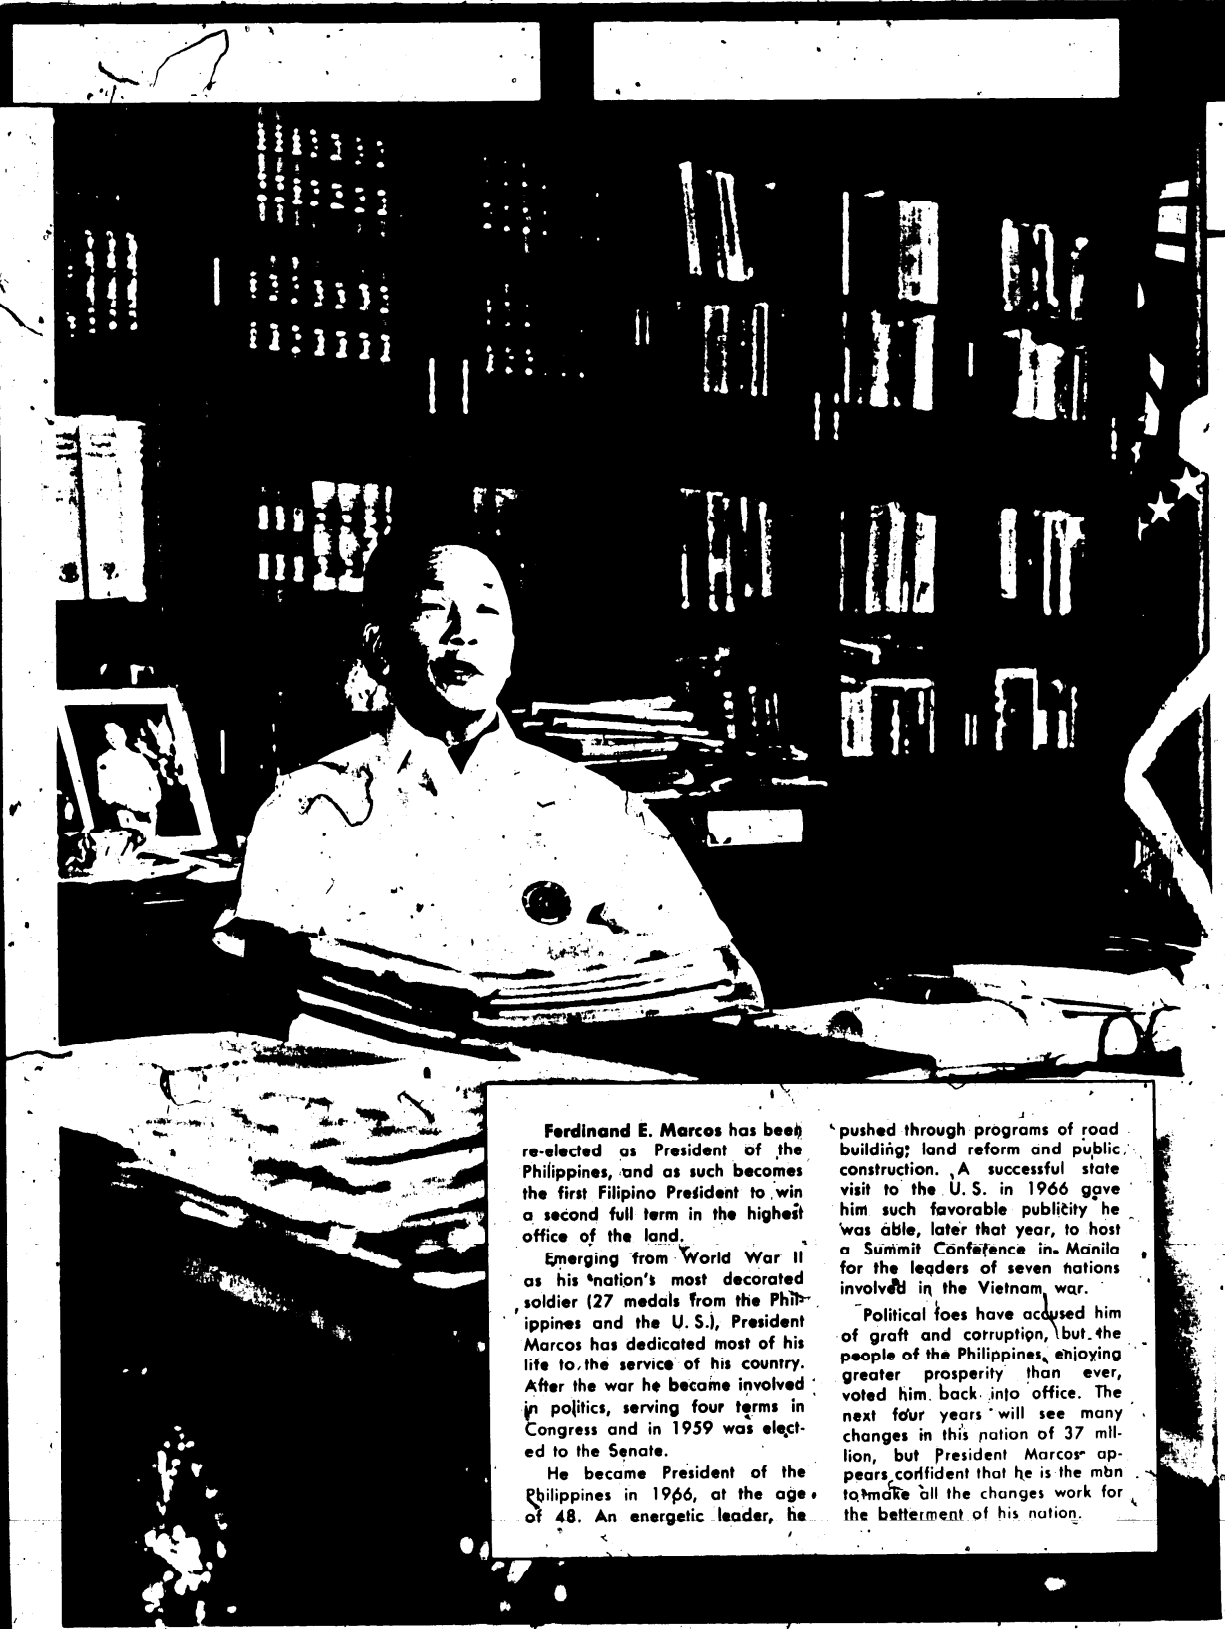 Ferdinand E. Marcos has been
re-elected as President of the
Philippines, and as such becomes
the first Filipino President to win
a second full term in the highest
office of the land.
Emerging from World War II
as his nation's most decorated
soldier (27 medals from the Phil-
ippines and the U. S.), President
Marcos has dedicated most of his
life to the service of his country.
After the war he became involved
in politics, serving four terms in
Congress and in 1959 was elect-
ed to the Senate.
He became President of the
Philippines in 1966, at the age
of 48. An energetic leader, he
pushed through programs of road
building; land reform and public
construction. A successful state
visit to the U. S. in 1966 gave
him such favorable publicity he
was able, later that year, to host
a Summit Conference in Manila
for the leaders of seven nations
involved in the Vietnam war.
Political foes have accused him
of graft and corruption, but the
people of the Philippines, enjoying
greater prosperity than ever,
voted him back into office. The
next four years will see many
changes in this nation of 37 mil-
lion, but President Marcos ap-
pears confident that he is the man
to make all the changes work for
the betterment of his nation.